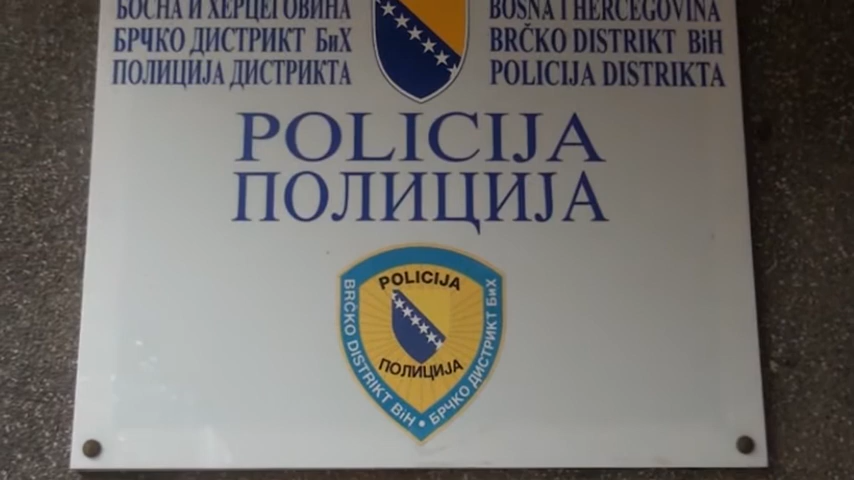 БОСНА И ХЕРЦЕГОВИНА
БРЧКО ДИСТРИКТ БиХ
ПОЛИЦИЈА ДИСТРИКТА
BOSNA I HERCEGOVINA
BRČKO DISTRIKT BiH
POLICIJA DISTRIKTA
POLICIJA
ПОЛИЦИЈА
POLICIJA
ПОЛИЦИЈА
BRČKO DISTRIKT BiH • БРЧКО ДИСТРИКТ БиХ